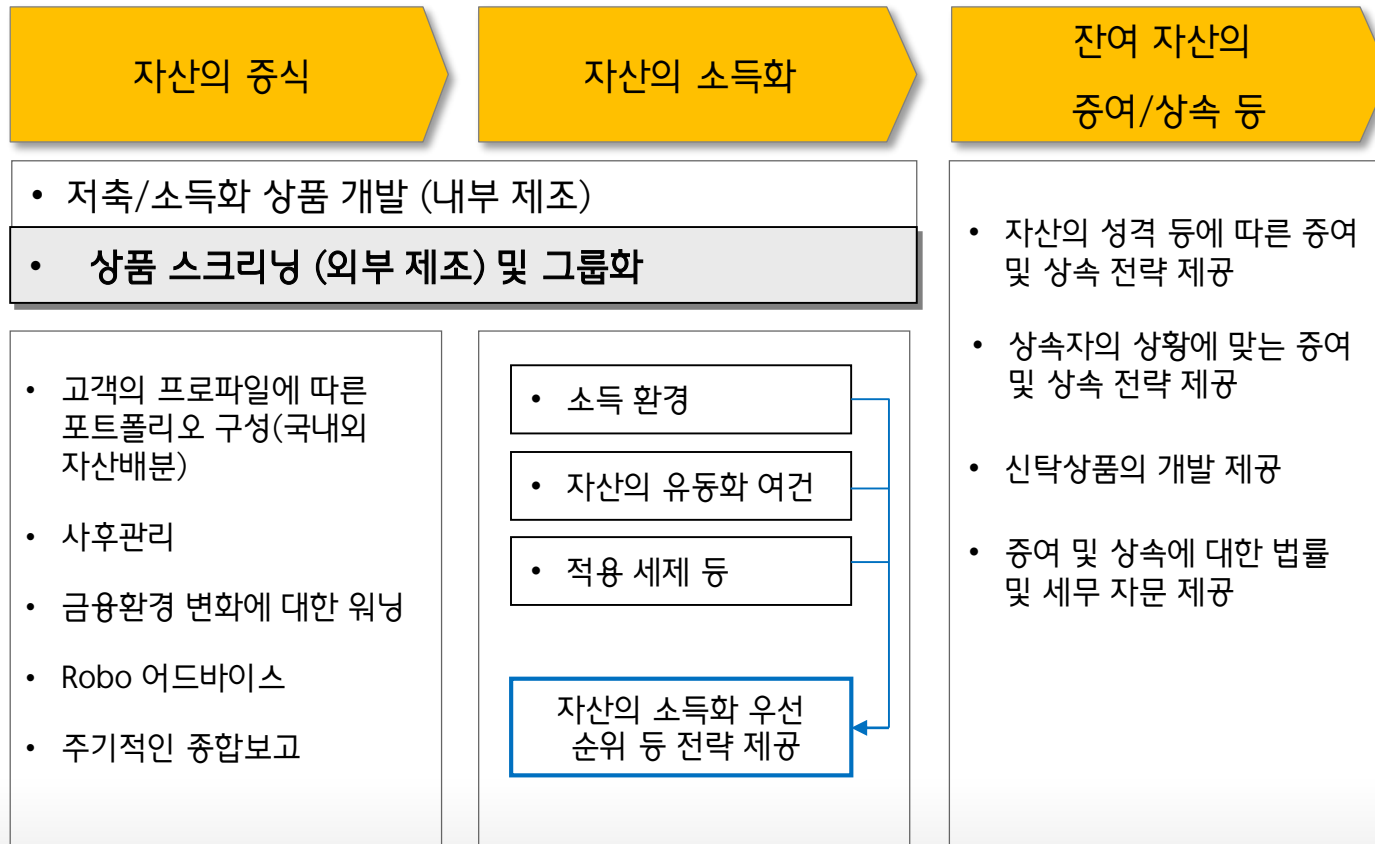 자산의 증식
자산의 소득화
잔여 자산의
증여/상속 등
• 저축/소득화 상품 개발 (내부 제조)
• 상품 스크리닝 (외부 제조) 및 그룹화
• 고객의 프로파일에 따른
포트폴리오 구성(국내외
자산배분)
• 사후관리
• 금융환경 변화에 대한 워닝
• Robo 어드바이스
• 주기적인 종합보고
• 소득 환경
• 자산의 유동화 여건
• 적용 세제 등
자산의 소득화 우선
순위 등 전략 제공
• 자산의 성격 등에 따른 증여
및 상속 전략 제공
• 상속자의 상황에 맞는 증여
및 상속 전략 제공
• 신탁상품의 개발 제공
• 증여 및 상속에 대한 법률
및 세무 자문 제공